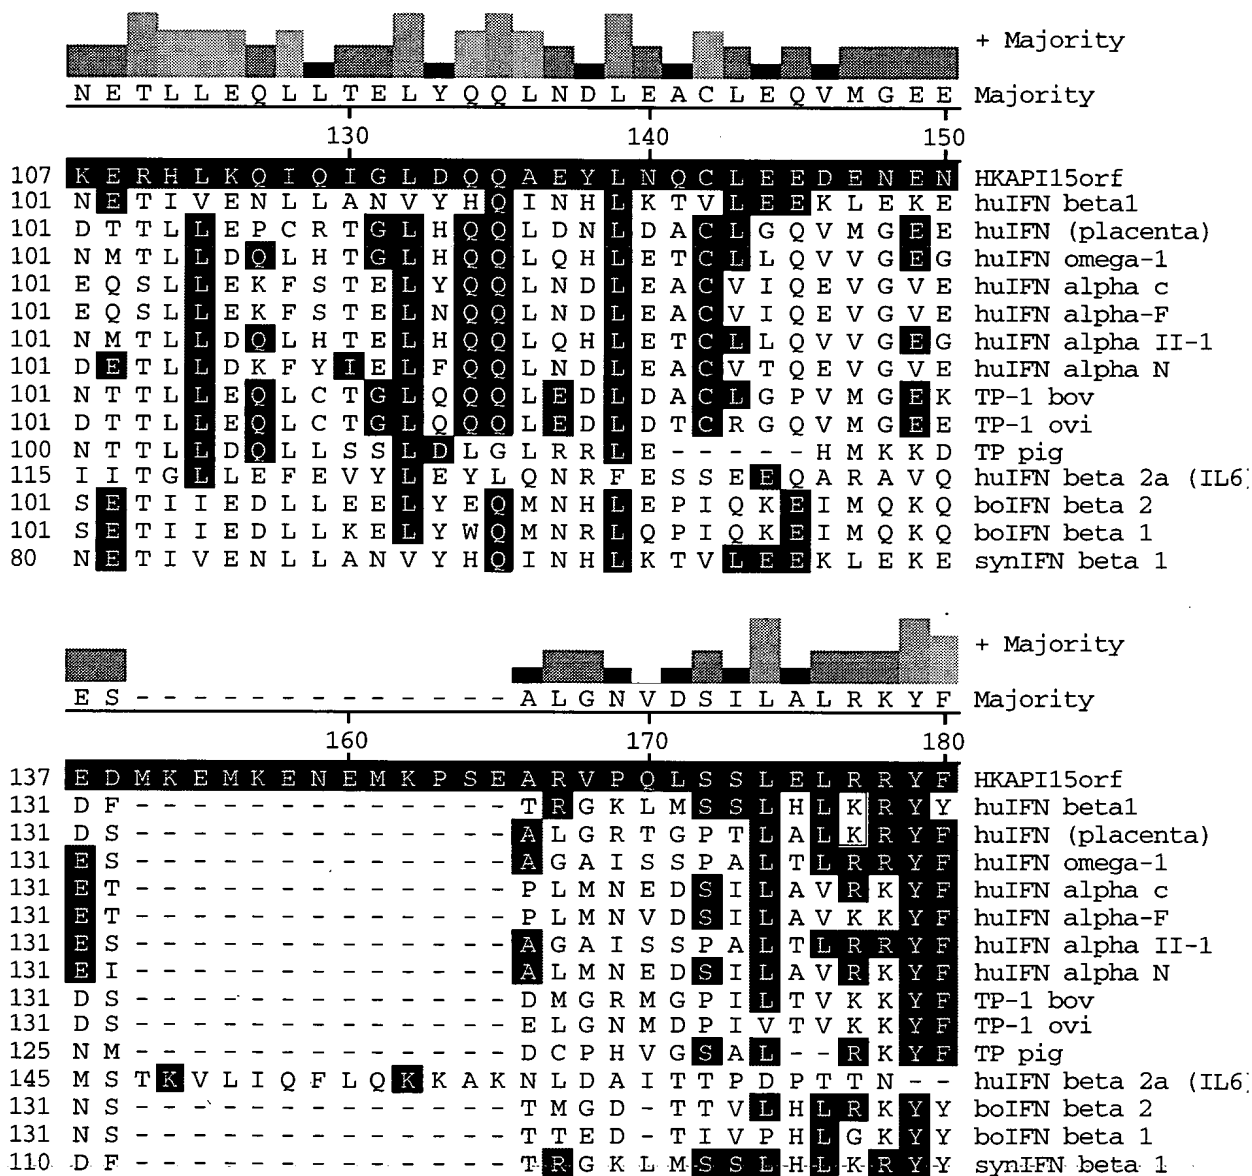 + Majority
N E T L L E Q L L T E L Y Q Q L N D L E A C L E Q V M G E E Majority
130 140 150
107 K E R H L K Q I Q I G L D Q Q A E Y L N Q C L E E D E N E N HKAPI15orf
101 N E T I V E N L L A N V Y H Q I N H L K T V L E E K L E K E huIFN beta1
101 D T T L L E P C R T G L H Q Q L D N L D A C L G Q V M G E E huIFN (placenta)
101 N M T L L D Q L H T G L H Q Q L Q H L E T C L L Q V V G E G huIFN omega-1
101 E Q S L L E K F S T E L Y Q Q L N D L E A C V I Q E V G V E huIFN alpha c
101 E Q S L L E K F S T E L N Q Q L N D L E A C V I Q E V G V E huIFN alpha-F
101 N M T L L D Q L H T E L H Q Q L Q H L E T C L L Q V V G E G huIFN alpha II-1
101 D E T L L D K F Y I E L F Q Q L N D L E A C V T Q E V G V E huIFN alpha N
101 N T T L L E Q L C T G L Q Q Q L E D L D A C L G P V M G E K TP-1 bov
101 D T T L L E Q L C T G L Q Q Q L E D L D T C R G Q V M G E E TP-1 ovi
100 N T T L L D Q L L S S L D L G L R R L E - - - - - H M K K D TP pig
115 I I T G L L E F E V Y L E Y L Q N R F E S S E E Q A R A V Q huIFN beta 2a (IL6)
101 S E T I I E D L L E E L Y E Q M N H L E P I Q K E I M Q K Q boIFN beta 2
101 S E T I I E D L L K E L Y W Q M N R L Q P I Q K E I M Q K Q boIFN beta 1
80 N E T I V E N L L A N V Y H Q I N H L K T V L E E K L E K E synIFN beta 1
+ Majority
E S - - - - - - - - - - - - - A L G N V D S I L A L R K Y F Majority
160 170 180
137 E D M K E M K E N E M K P S E A R V P Q L S S L E L R R Y F HKAPI15orf
131 D F - - - - - - - - - - - - - T R G K L M S S L H L K R Y Y huIFN beta1
131 D S - - - - - - - - - - - - - A L G R T G P T L A L K R Y F huIFN (placenta)
131 E S - - - - - - - - - - - - - A G A I S S P A L T L R R Y F huIFN omega-1
131 E T - - - - - - - - - - - - - P L M N E D S I L A V R K Y F huIFN alpha c
131 E T - - - - - - - - - - - - - P L M N V D S I L A V K K Y F huIFN alpha-F
131 E S - - - - - - - - - - - - - A G A I S S P A L T L R R Y F huIFN alpha II-1
131 E I - - - - - - - - - - - - - A L M N E D S I L A V R K Y F huIFN alpha N
131 D S - - - - - - - - - - - - - D M G R M G P I L T V K K Y F TP-1 bov
131 D S - - - - - - - - - - - - - E L G N M D P I V T V K K Y F TP-1 ovi
125 N M - - - - - - - - - - - - - D C P H V G S A L - - R K Y F TP pig
145 M S T K V L I Q F L Q K K A K N L D A I T T P D P T T N - - huIFN beta 2a (IL6)
131 N S - - - - - - - - - - - - - T M G D - T T V L H L R K Y Y boIFN beta 2
131 N S - - - - - - - - - - - - - T T E D - T I V P H L G K Y Y boIFN beta 1
110 D F - - - - - - - - - - - - - T R G K L M S S L H L K R Y Y synIFN beta 1